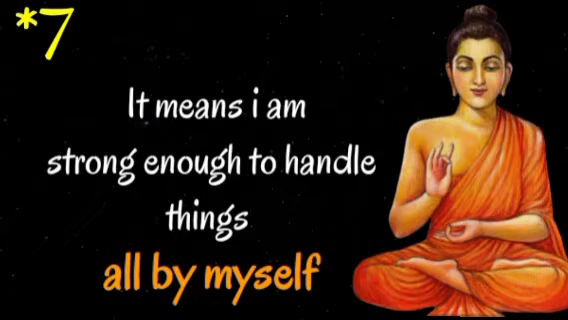 *7
It means i am
strong enough to handle
things
all by myself